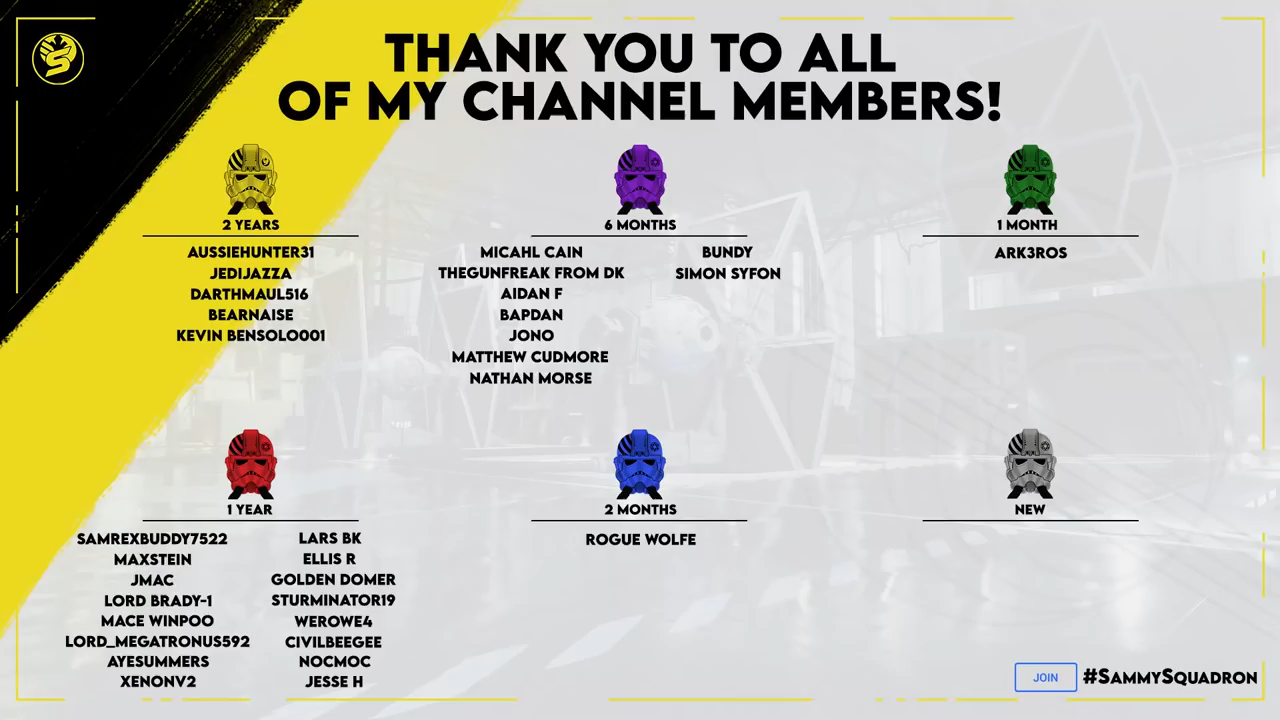 THANK YOU TO ALL
OF MY CHANNEL MEMBERS!
2 YEARS
AUSSIEHUNTER31
JEDIJAZZA
DARTHMAUL516
BEARNAISE
KEVIN BENSOLO001
6 MONTHS
MICAHL CAIN
THEGUNFREAK FROM DK
AIDAN F
BAPDAN
JONO
MATTHEW CUDMORE
NATHAN MORSE
BUNDY
SIMON SYFON
1 MONTH
ARK3ROS
1 YEAR
SAMREXBUDDY7522
MAXSTEIN
JMAC
LORD BRADY-1
MACE WINPOO
LORD_MEGATRONUS592
AYESUMMERS
XENONV2
LARS BK
ELLIS R
GOLDEN DOMER
STURMINATOR19
WEROWE4
CIVILBEEGEE
NOCMOC
JESSE H
2 MONTHS
ROGUE WOLFE
NEW
JOIN
#SAMMYSQUADRON